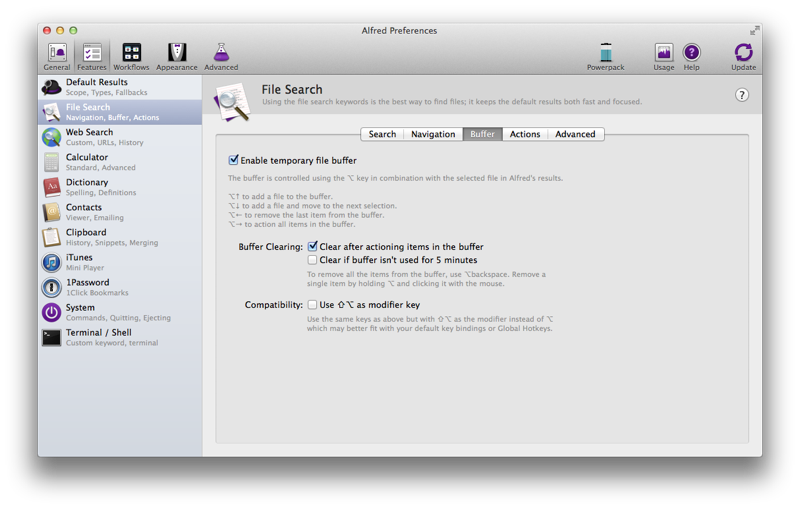 Alfred Preferences
General Features Workflows Appearance Advanced Powerpack Usage Help Update
Default Results
Scope, Types, Fallbacks
File Search
Navigation, Buffer, Actions
Web Search
Custom, URLs, History
Calculator
Standard, Advanced
Dictionary
Spelling, Definitions
Contacts
Viewer, Emailing
Clipboard
History, Snippets, Merging
iTunes
Mini Player
1Password
1Click Bookmarks
System
Commands, Quitting, Ejecting
Terminal / Shell
Custom keyword, terminal
File Search
Using the file search keywords is the best way to find files; it keeps the default results both fast and focused.
?
Search Navigation Buffer Actions Advanced
Enable temporary file buffer
The buffer is controlled using the ⌥ key in combination with the selected file in Alfred's results.
⌥↑ to add a file to the buffer.
⌥↓ to add a file and move to the next selection.
⌥← to remove the last item from the buffer.
⌥→ to action all items in the buffer.
Buffer Clearing: Clear after actioning items in the buffer
Clear if buffer isn't used for 5 minutes
To remove all the items from the buffer, use ⌥backspace. Remove a
single item by holding ⌥ and clicking it with the mouse.
Compatibility: Use ⇧⌥ as modifier key
Use the same keys as above but with ⇧⌥ as the modifier instead of ⌥
which may better fit with your default key bindings or Global Hotkeys.